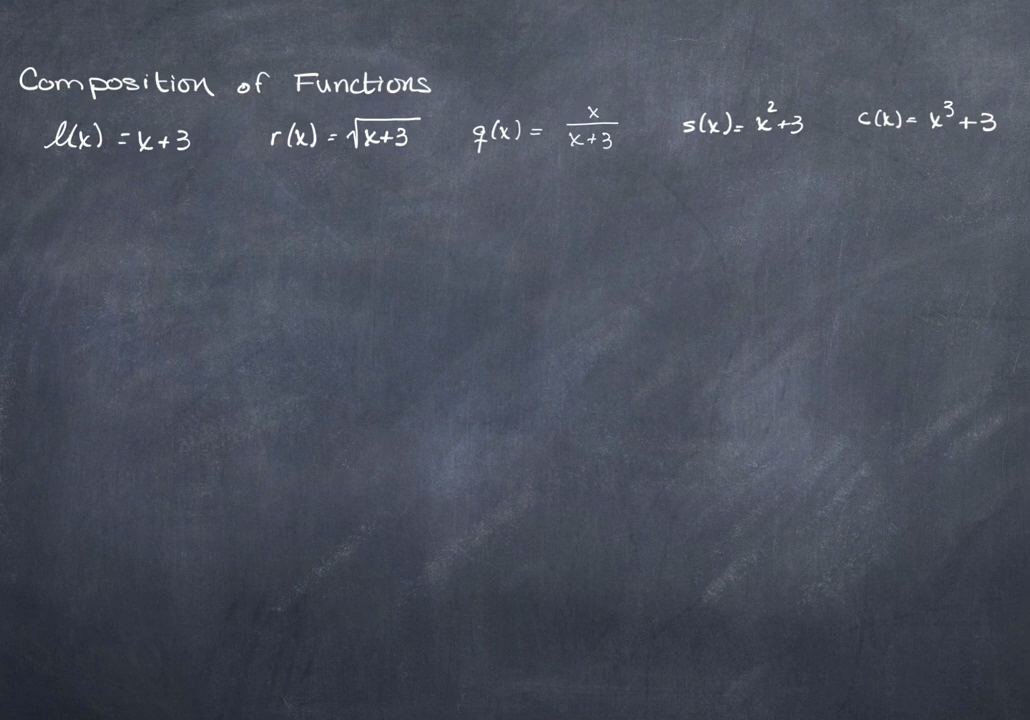 Composition of Functions
l(x) = x+3 r(x) = √(x+3) q(x) = x/(x+3) s(x) = x²+3 c(x) = x³+3